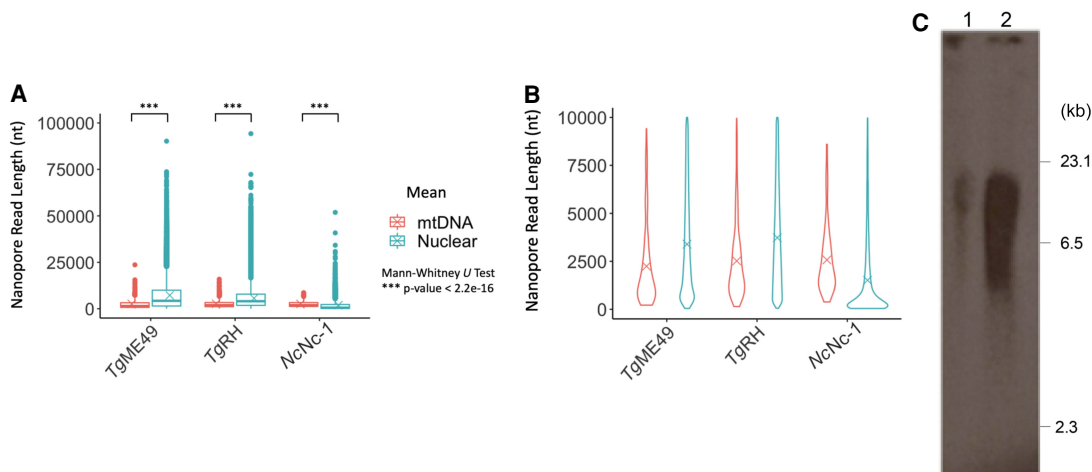 A
Nanopore Read Length (nt)
100000
75000
50000
25000
0
***
***
***
TgME49
TgRH
NcNc-1
Mean
mtDNA
Nuclear
Mann-Whitney U Test
*** p-value < 2.2e-16
B
Nanopore Read Length (nt)
10000
7500
5000
2500
0
TgME49
TgRH
NcNc-1
C
1 2
(kb)
23.1
6.5
2.3